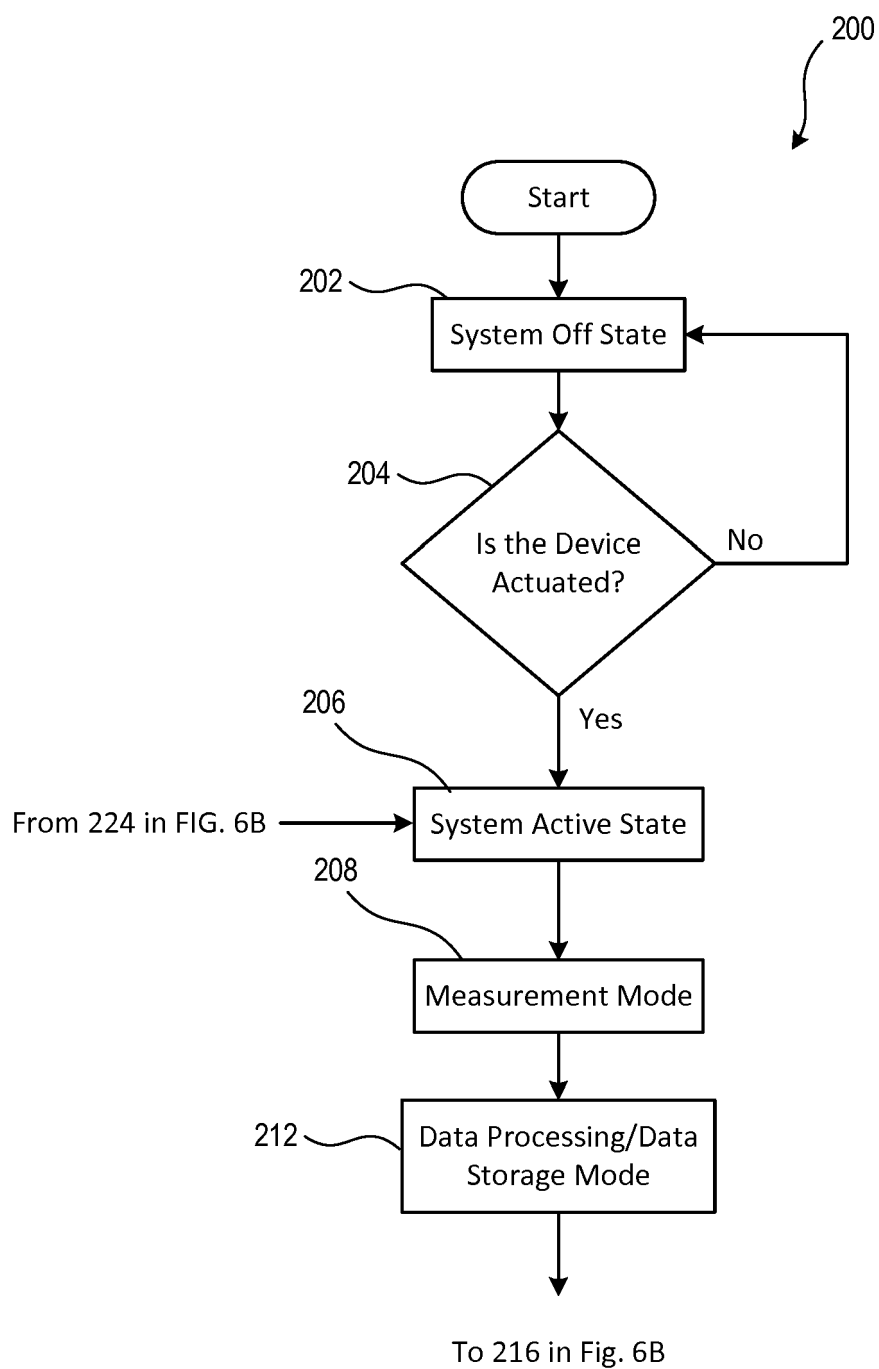 200
Start
202
System Off State
204
Is the Device
Actuated?
No
Yes
206
From 224 in FIG. 6B
System Active State
208
Measurement Mode
212
Data Processing/Data
Storage Mode
To 216 in Fig. 6B